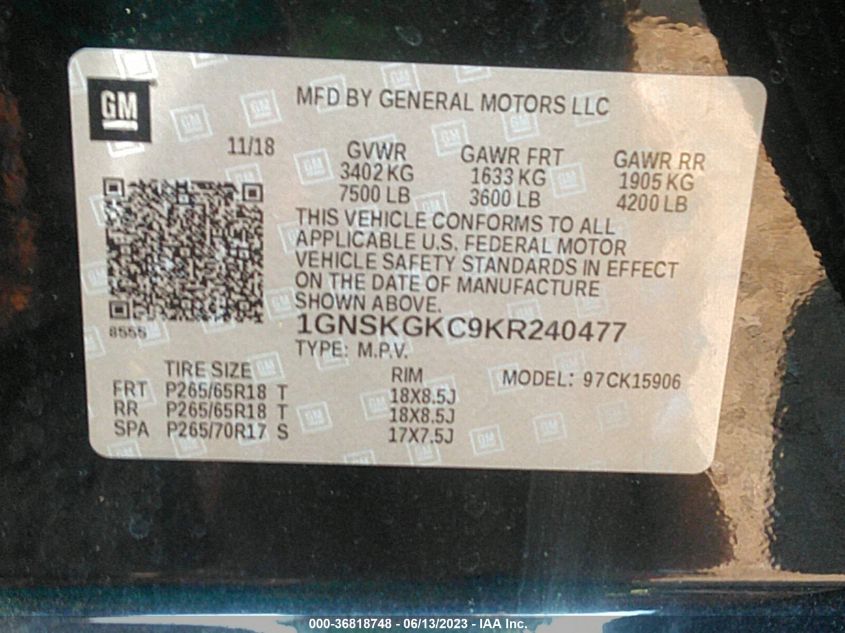 GM
MFD BY GENERAL MOTORS LLC
11/18 GVWR GAWR FRT GAWR RR
3402 KG 1633 KG 1905 KG
7500 LB 3600 LB 4200 LB
THIS VEHICLE CONFORMS TO ALL
APPLICABLE U.S. FEDERAL MOTOR
VEHICLE SAFETY STANDARDS IN EFFECT
ON THE DATE OF MANUFACTURE
SHOWN ABOVE.
8555
1GNSKGKC9KR240477
TYPE: M.P.V.
TIRE SIZE RIM MODEL: 97CK15906
FRT P265/65R18 T 18X8.5J
RR P265/65R18 T 18X8.5J
SPA P265/70R17 S 17X7.5J
000-36818748 - 06/13/2023 - IAA Inc.